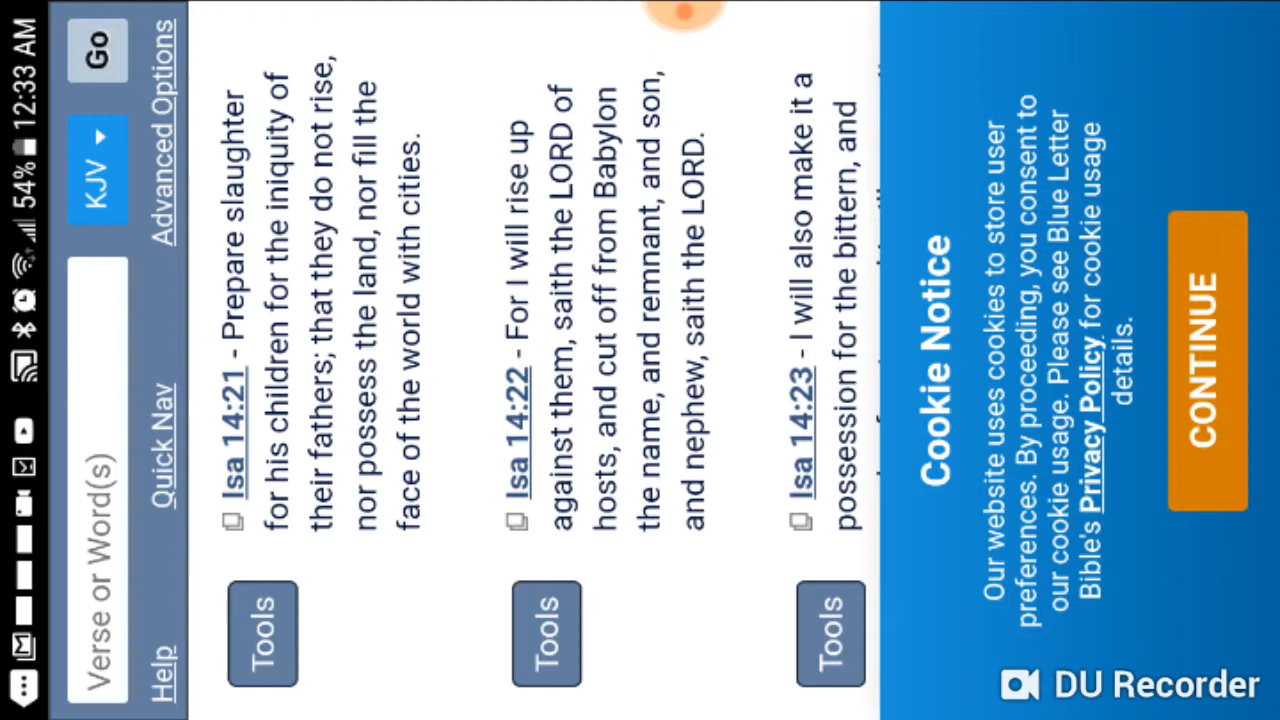 54% 12:33 AM
Verse or Word(s)
KJV
Go
Help
Quick Nav
Advanced Options
Tools
Isa 14:21 - Prepare slaughter
for his children for the iniquity of
their fathers; that they do not rise,
nor possess the land, nor fill the
face of the world with cities.
Tools
Isa 14:22 - For I will rise up
against them, saith the LORD of
hosts, and cut off from Babylon
the name, and remnant, and son,
and nephew, saith the LORD.
Tools
Isa 14:23 - I will also make it a
possession for the bittern, and
Cookie Notice
Our website uses cookies to store user
preferences. By proceeding, you consent to
our cookie usage. Please see Blue Letter
Bible's Privacy Policy for cookie usage
details.
CONTINUE
DU Recorder